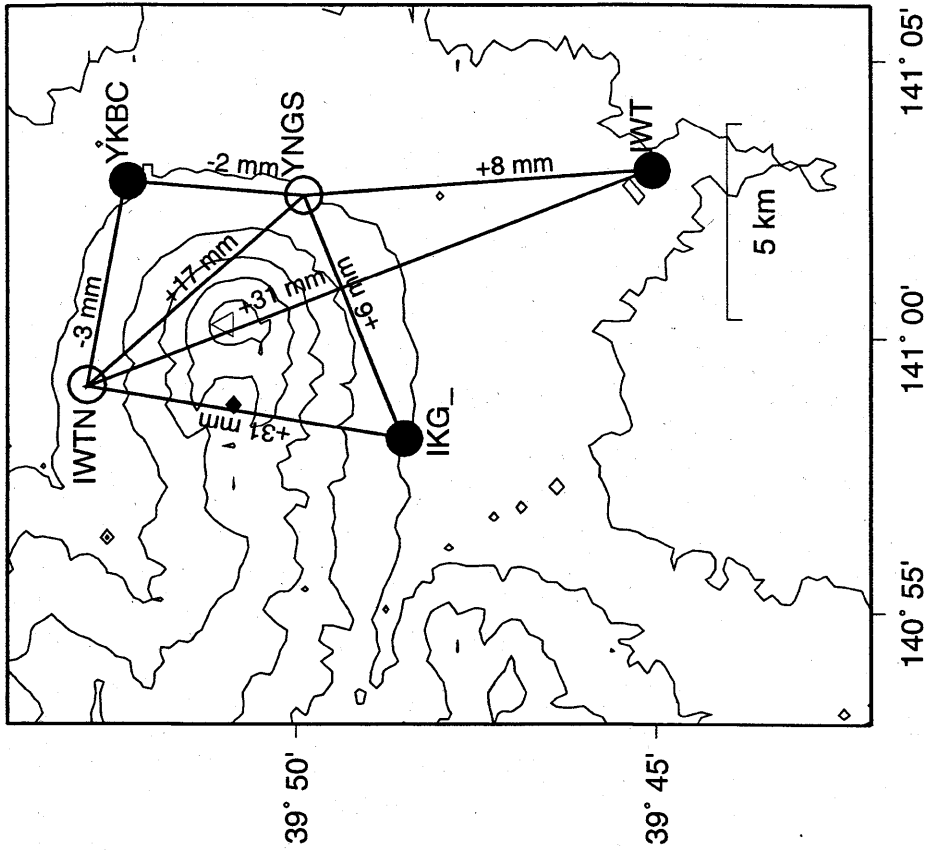 ẎKBC
-2 mm
YNGS
-3 mm
+17 mm
+8 mm
IWT
+31 mm
+6 mm
5 km
IWTN
+31 mm
IKG_
141° 05'
141° 00'
140° 55'
39° 50'
39° 45'